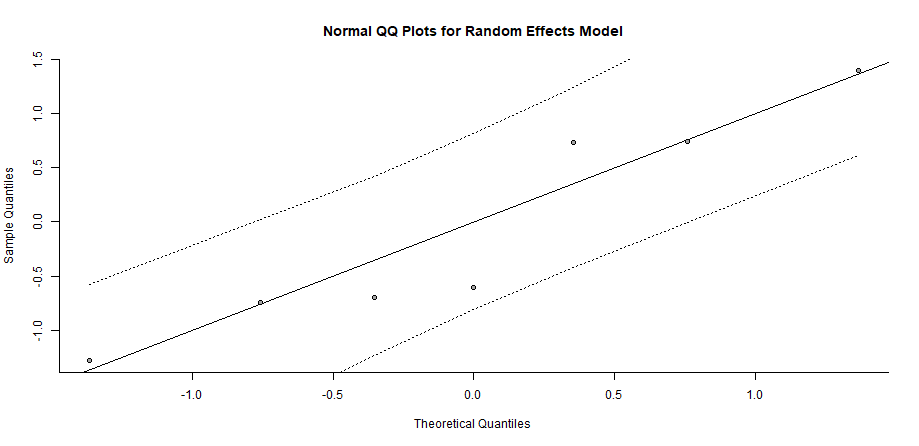 Normal QQ Plots for Random Effects Model
1.5
1.0
0.5
0.0
-0.5
-1.0
Sample Quantiles
-1.0 -0.5 0.0 0.5 1.0
Theoretical Quantiles